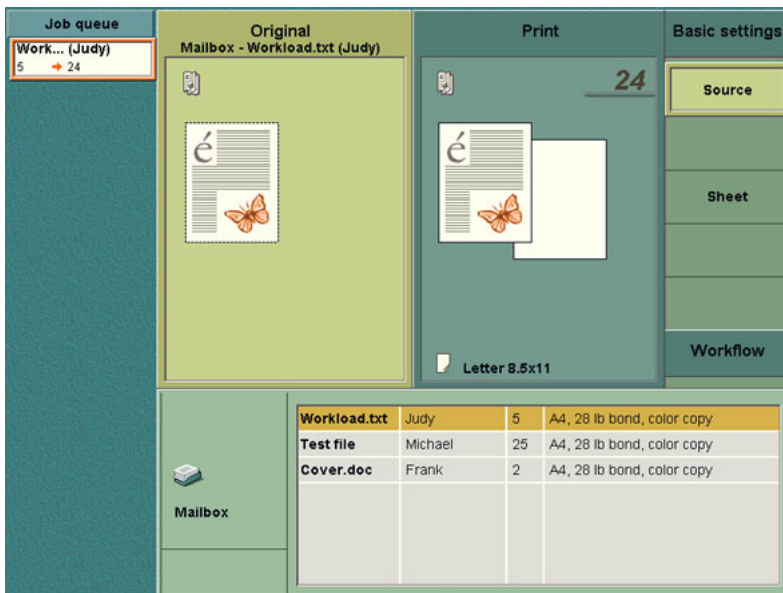 Job queue
Work... (Judy)
5 → 24
Original
Mailbox - Workload.txt (Judy)
é
Print
24
é
Letter 8.5x11
Basic settings
Source
Sheet
Workflow
Mailbox
Workload.txt Judy 5 A4, 28 lb bond, color copy
Test file Michael 25 A4, 28 lb bond, color copy
Cover.doc Frank 2 A4, 28 lb bond, color copy